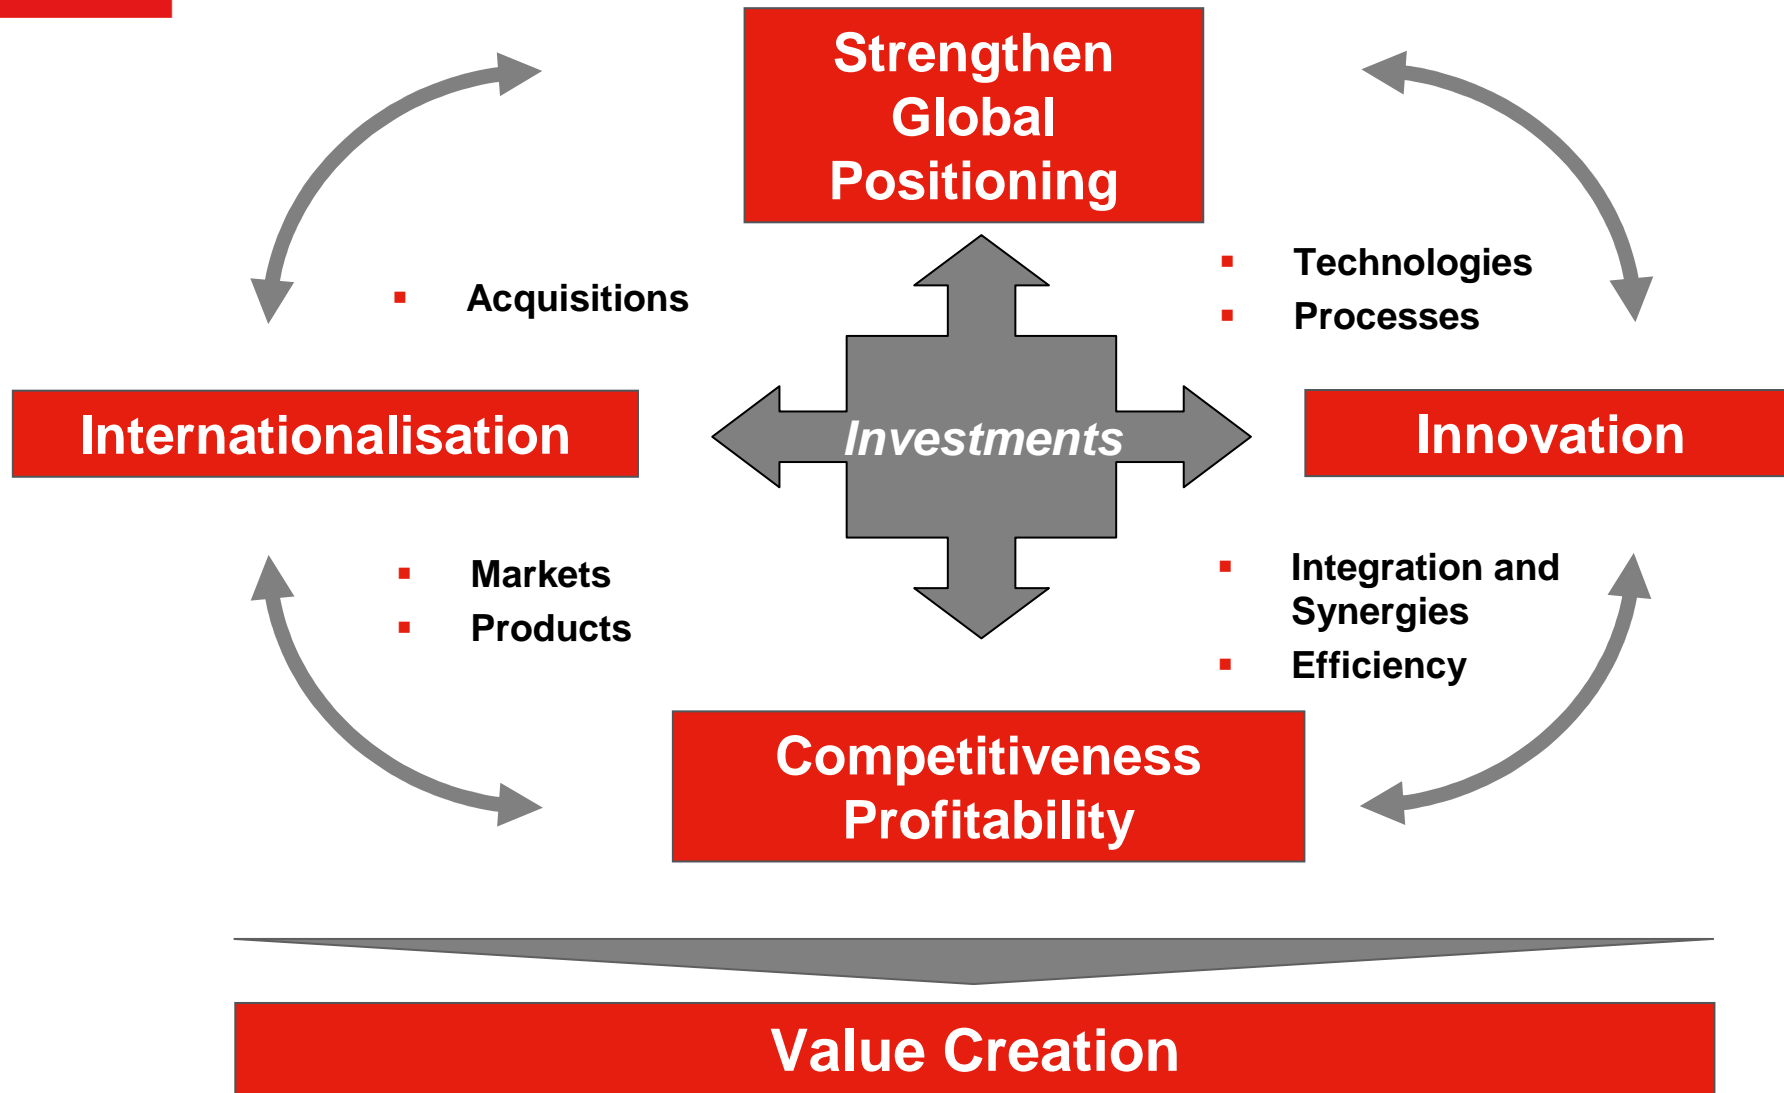 Strengthen
Global
Positioning
▪ Acquisitions
▪ Technologies
▪ Processes
Internationalisation
Investments
Innovation
▪ Markets
▪ Products
▪ Integration and
Synergies
▪ Efficiency
Competitiveness
Profitability
Value Creation